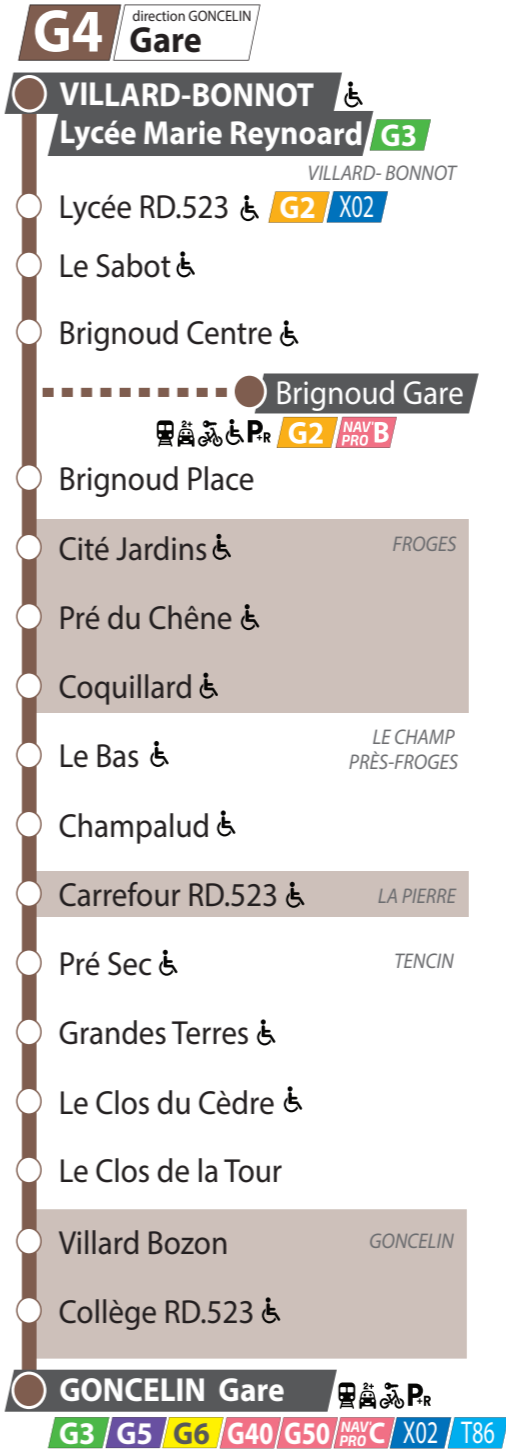 G4 direction GONCELIN
Gare
VILLARD-BONNOT
Lycée Marie Reynoard G3
VILLARD- BONNOT
Lycée RD.523 G2 X02
Le Sabot
Brignoud Centre
Brignoud Gare
2+ P+R G2 NAV'PRO B
Brignoud Place
Cité Jardins FROGES
Pré du Chêne
Coquillard
LE CHAMP
Le Bas PRÈS-FROGES
Champalud
Carrefour RD.523 LA PIERRE
Pré Sec TENCIN
Grandes Terres
Le Clos du Cèdre
Le Clos de la Tour
Villard Bozon GONCELIN
Collège RD.523
GONCELIN Gare 2+ P+R
G3 G5 G6 G40 G50 NAV'PRO C X02 T86